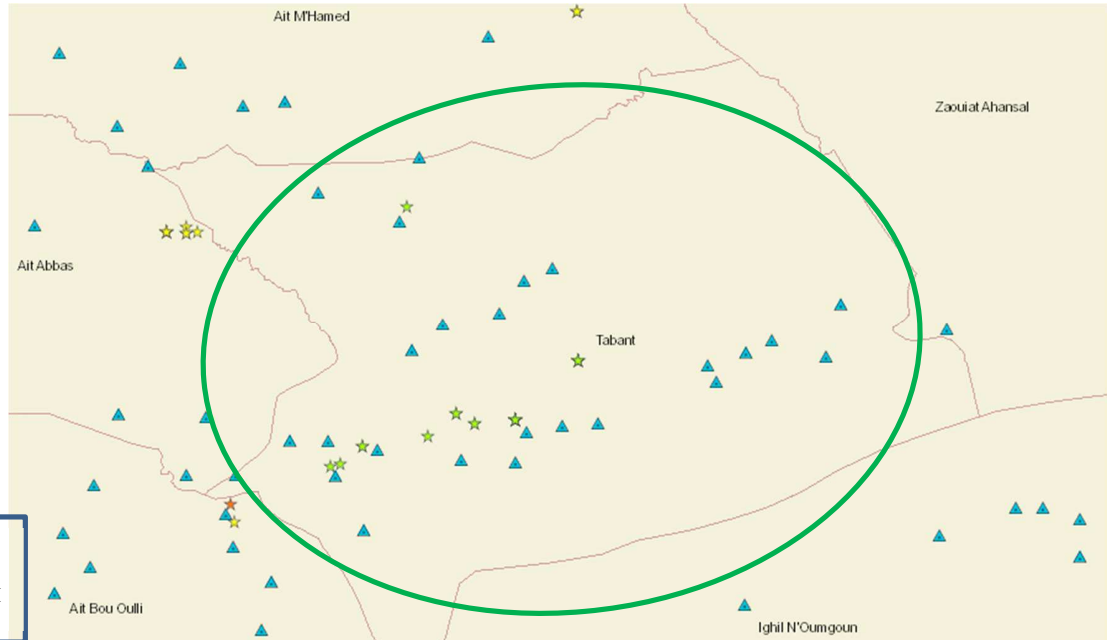 Ait M'Hamed
Zaouiat Ahansal
Ait Abbas
Tabant
Ait Bou Oulli
Ighil N'Oumgoun